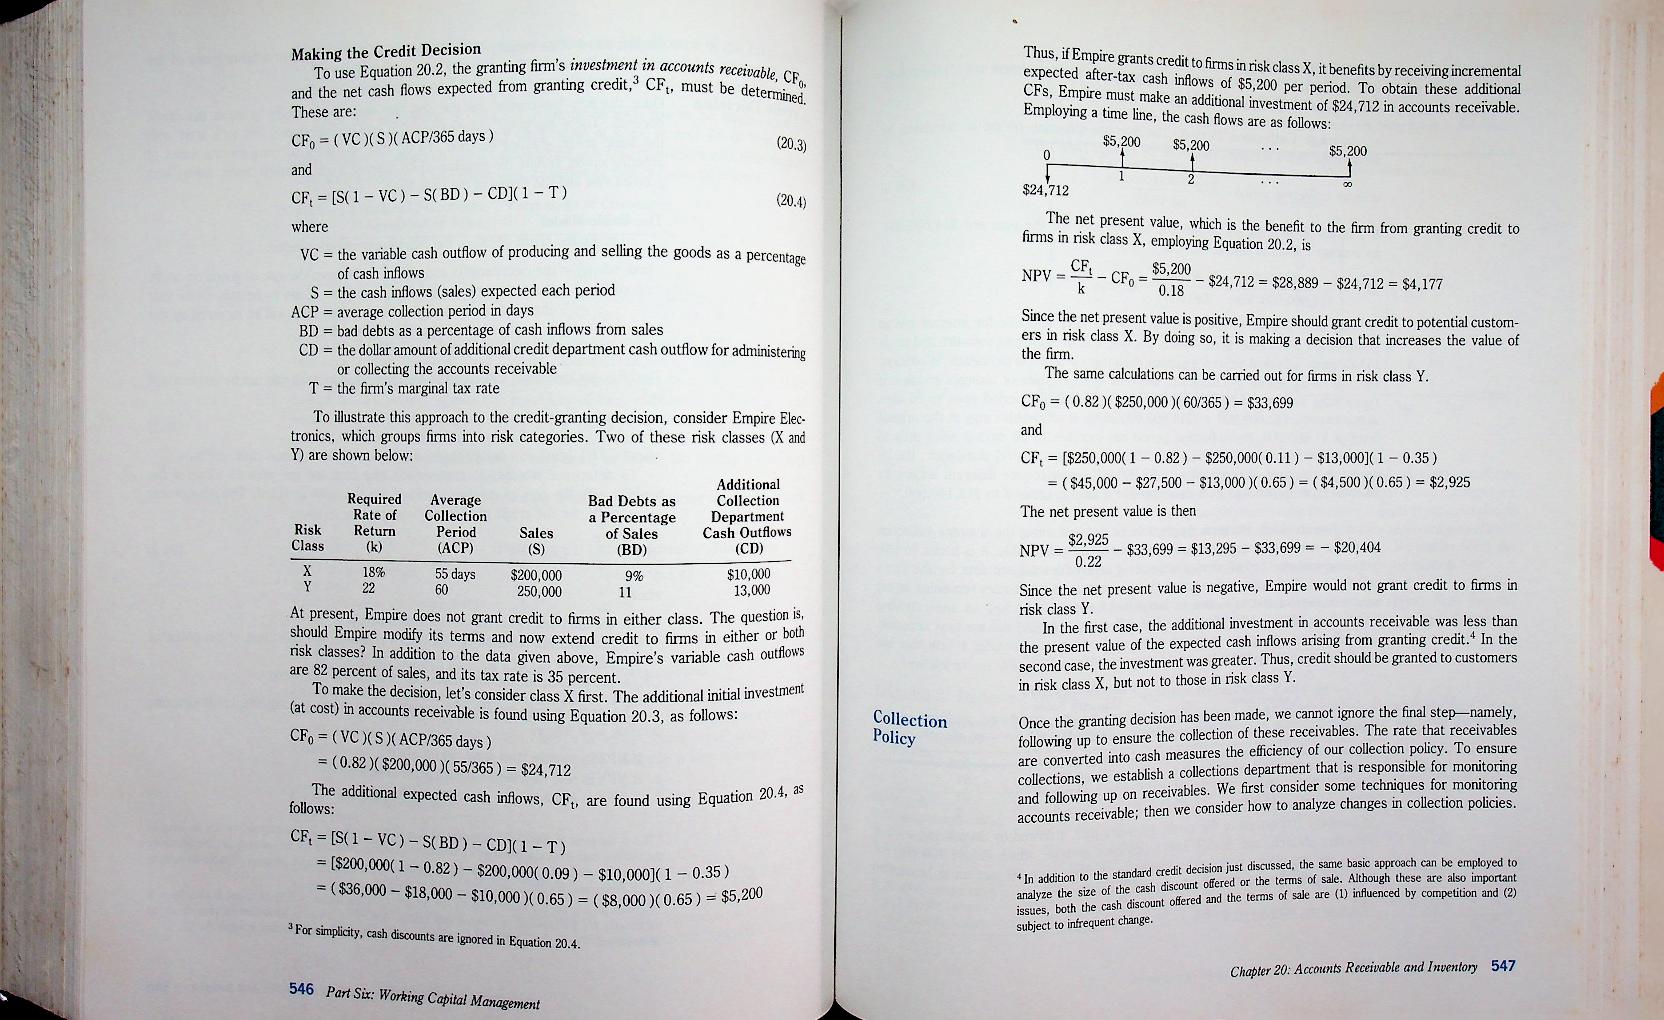 Making the Credit Decision
To use Equation 20.2, the granting firm's investment in accounts receivable, CF₀,
and the net cash flows expected from granting credit,³ CFₜ, must be determined.
These are:
CF₀ = ( VC )( S )( ACP/365 days ) (20.3)
and
CFₜ = [S( 1 − VC ) − S( BD ) − CD]( 1 − T ) (20.4)
where
VC = the variable cash outflow of producing and selling the goods as a percentage
of cash inflows
S = the cash inflows (sales) expected each period
ACP = average collection period in days
BD = bad debts as a percentage of cash inflows from sales
CD = the dollar amount of additional credit department cash outflow for administering
or collecting the accounts receivable
T = the firm's marginal tax rate
To illustrate this approach to the credit-granting decision, consider Empire Elec-
tronics, which groups firms into risk categories. Two of these risk classes (X and
Y) are shown below:
Additional
Required Average Bad Debts as Collection
Rate of Collection a Percentage Department
Risk Return Period Sales of Sales Cash Outflows
Class (k) (ACP) (S) (BD) (CD)
X 18% 55 days $200,000 9% $10,000
Y 22 60 250,000 11 13,000
At present, Empire does not grant credit to firms in either class. The question is,
should Empire modify its terms and now extend credit to firms in either or both
risk classes? In addition to the data given above, Empire's variable cash outflows
are 82 percent of sales, and its tax rate is 35 percent.
To make the decision, let's consider class X first. The additional initial investment
(at cost) in accounts receivable is found using Equation 20.3, as follows:
CF₀ = ( VC )( S )( ACP/365 days )
= ( 0.82 )( $200,000 )( 55/365 ) = $24,712
The additional expected cash inflows, CFₜ, are found using Equation 20.4, as
follows:
CFₜ = [S( 1 − VC ) − S( BD ) − CD]( 1 − T )
= [$200,000( 1 − 0.82 ) − $200,000( 0.09 ) − $10,000]( 1 − 0.35 )
= ( $36,000 − $18,000 − $10,000 )( 0.65 ) = ( $8,000 )( 0.65 ) = $5,200
³ For simplicity, cash discounts are ignored in Equation 20.4.
546 Part Six: Working Capital Management
Thus, if Empire grants credit to firms in risk class X, it benefits by receiving incremental
expected after-tax cash inflows of $5,200 per period. To obtain these additional
CFs, Empire must make an additional investment of $24,712 in accounts receivable.
Employing a time line, the cash flows are as follows:
$5,200 $5,200 ... $5,200
0
1 2 ... ∞
$24,712
The net present value, which is the benefit to the firm from granting credit to
firms in risk class X, employing Equation 20.2, is
NPV = CFₜ/k − CF₀ = $5,200/0.18 − $24,712 = $28,889 − $24,712 = $4,177
Since the net present value is positive, Empire should grant credit to potential custom-
ers in risk class X. By doing so, it is making a decision that increases the value of
the firm.
The same calculations can be carried out for firms in risk class Y.
CF₀ = ( 0.82 )( $250,000 )( 60/365 ) = $33,699
and
CFₜ = [$250,000( 1 − 0.82 ) − $250,000( 0.11 ) − $13,000]( 1 − 0.35 )
= ( $45,000 − $27,500 − $13,000 )( 0.65 ) = ( $4,500 )( 0.65 ) = $2,925
The net present value is then
NPV = $2,925/0.22 − $33,699 = $13,295 − $33,699 = − $20,404
Since the net present value is negative, Empire would not grant credit to firms in
risk class Y.
In the first case, the additional investment in accounts receivable was less than
the present value of the expected cash inflows arising from granting credit.⁴ In the
second case, the investment was greater. Thus, credit should be granted to customers
in risk class X, but not to those in risk class Y.
Collection
Policy
Once the granting decision has been made, we cannot ignore the final step—namely,
following up to ensure the collection of these receivables. The rate that receivables
are converted into cash measures the efficiency of our collection policy. To ensure
collections, we establish a collections department that is responsible for monitoring
and following up on receivables. We first consider some techniques for monitoring
accounts receivable; then we consider how to analyze changes in collection policies.
⁴ In addition to the standard credit decision just discussed, the same basic approach can be employed to
analyze the size of the cash discount offered or the terms of sale. Although these are also important
issues, both the cash discount offered and the terms of sale are (1) influenced by competition and (2)
subject to infrequent change.
Chapter 20: Accounts Receivable and Inventory 547